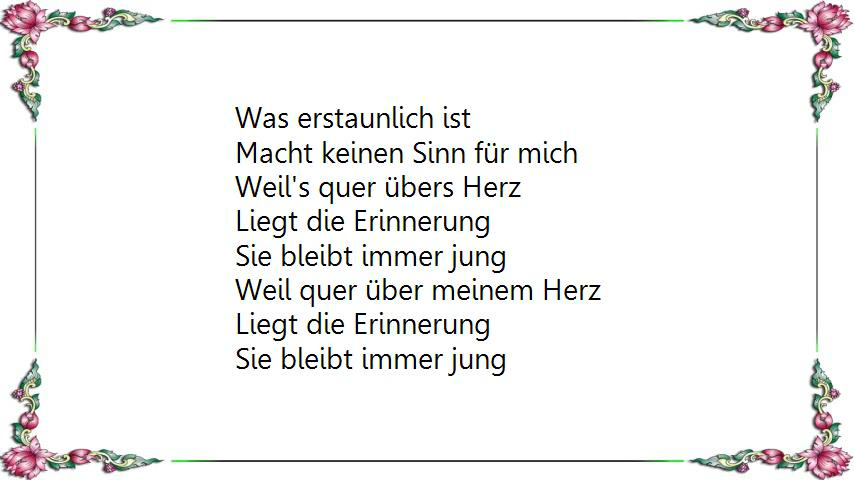 Was erstaunlich ist
Macht keinen Sinn für mich
Weil's quer übers Herz
Liegt die Erinnerung
Sie bleibt immer jung
Weil quer über meinem Herz
Liegt die Erinnerung
Sie bleibt immer jung